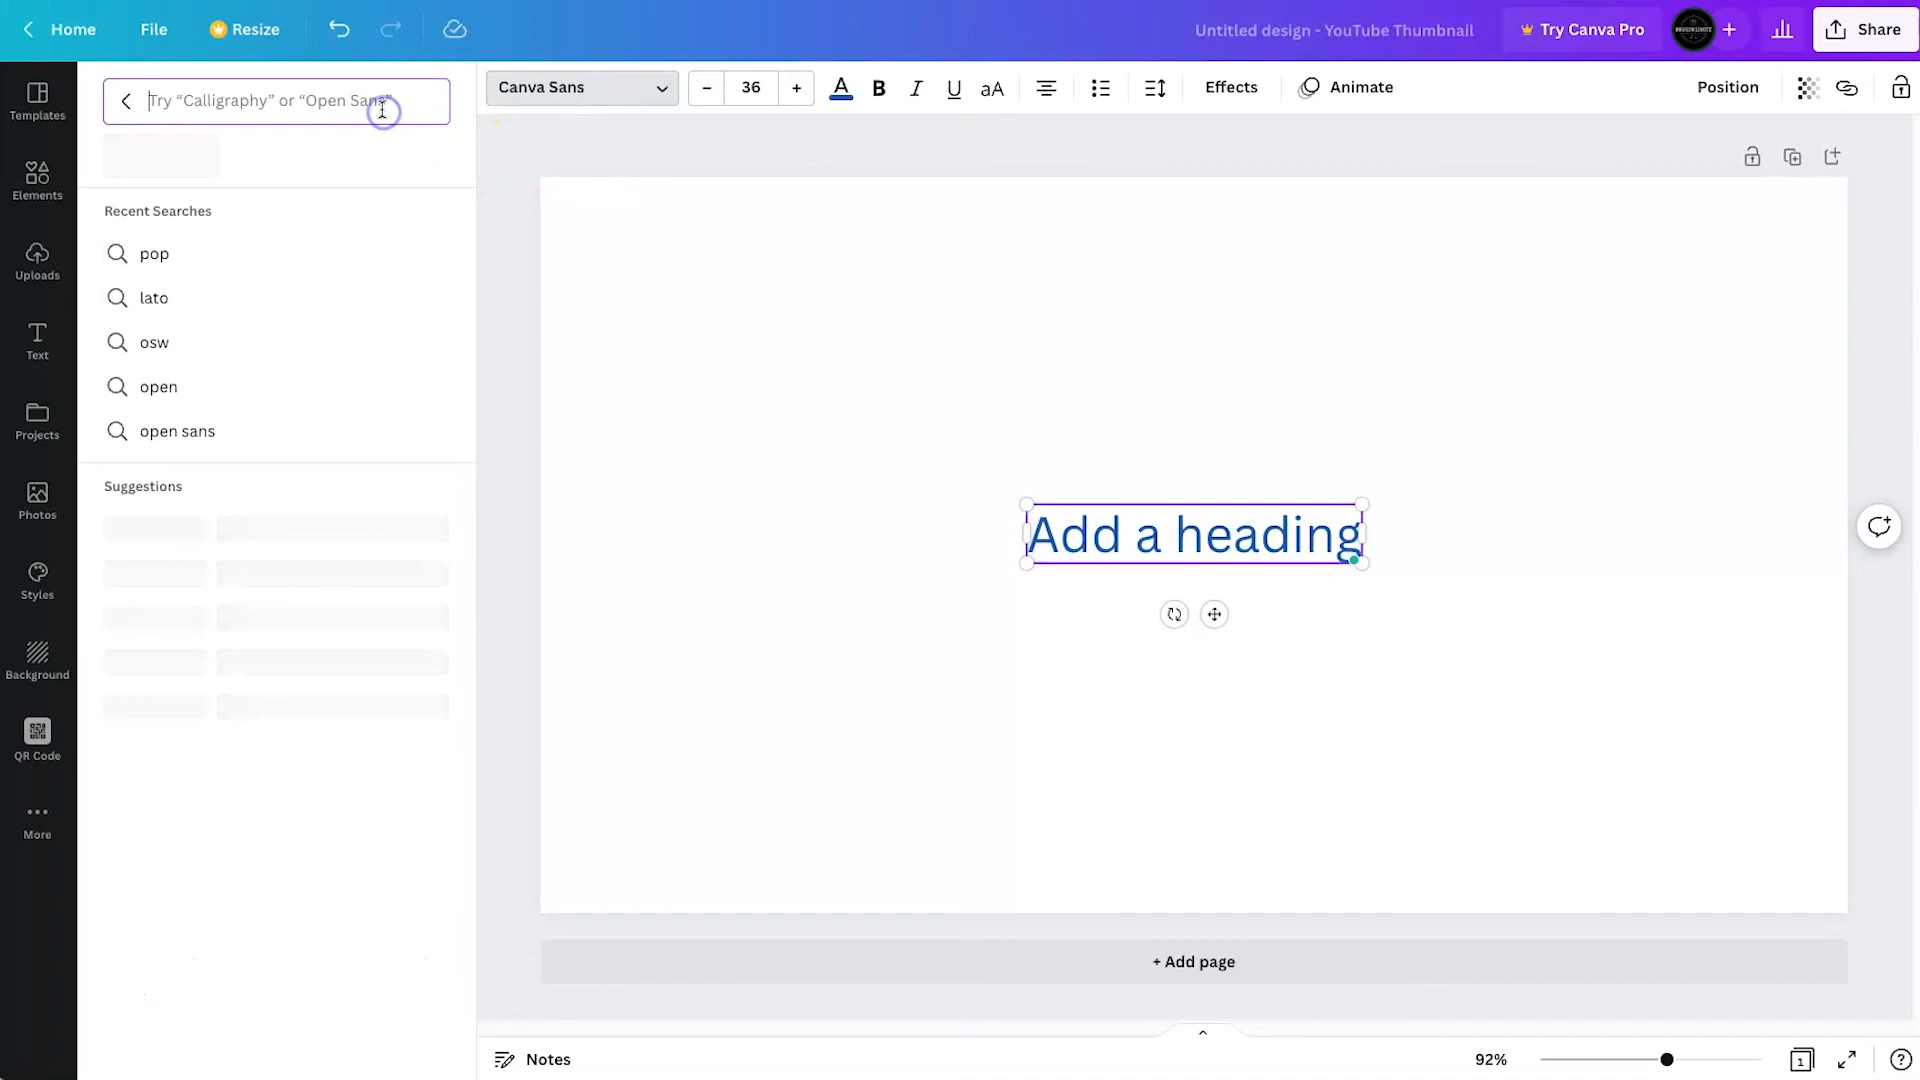 Home
File
Resize
Untitled design - YouTube Thumbnail
Try Canva Pro
Share
Canva Sans
36
A
B
I
U
aA
Effects
Animate
Position
Try “Calligraphy” or “Open Sans”
Templates
Elements
Uploads
Text
Projects
Photos
Styles
Background
QR Code
More
Recent Searches
pop
lato
osw
open
open sans
Suggestions
Add a heading
+ Add page
Notes
92%
1